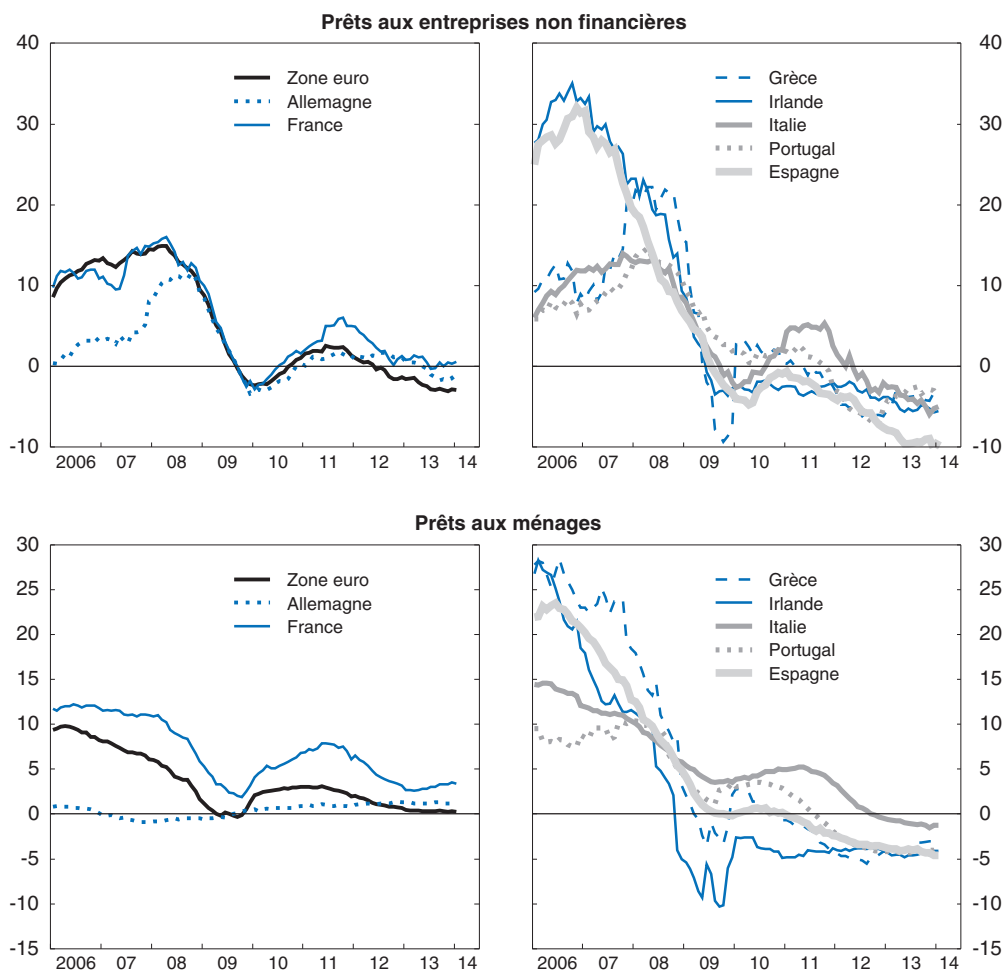 Prêts aux entreprises non financières
40
30
20
10
0
-10
Zone euro
Allemagne
France
2006 07 08 09 10 11 12 13 14
Grèce
Irlande
Italie
Portugal
Espagne
40
30
20
10
0
-10
2006 07 08 09 10 11 12 13 14
Prêts aux ménages
30
25
20
15
10
5
0
-5
-10
-15
Zone euro
Allemagne
France
2006 07 08 09 10 11 12 13 14
Grèce
Irlande
Italie
Portugal
Espagne
30
25
20
15
10
5
0
-5
-10
-15
2006 07 08 09 10 11 12 13 14